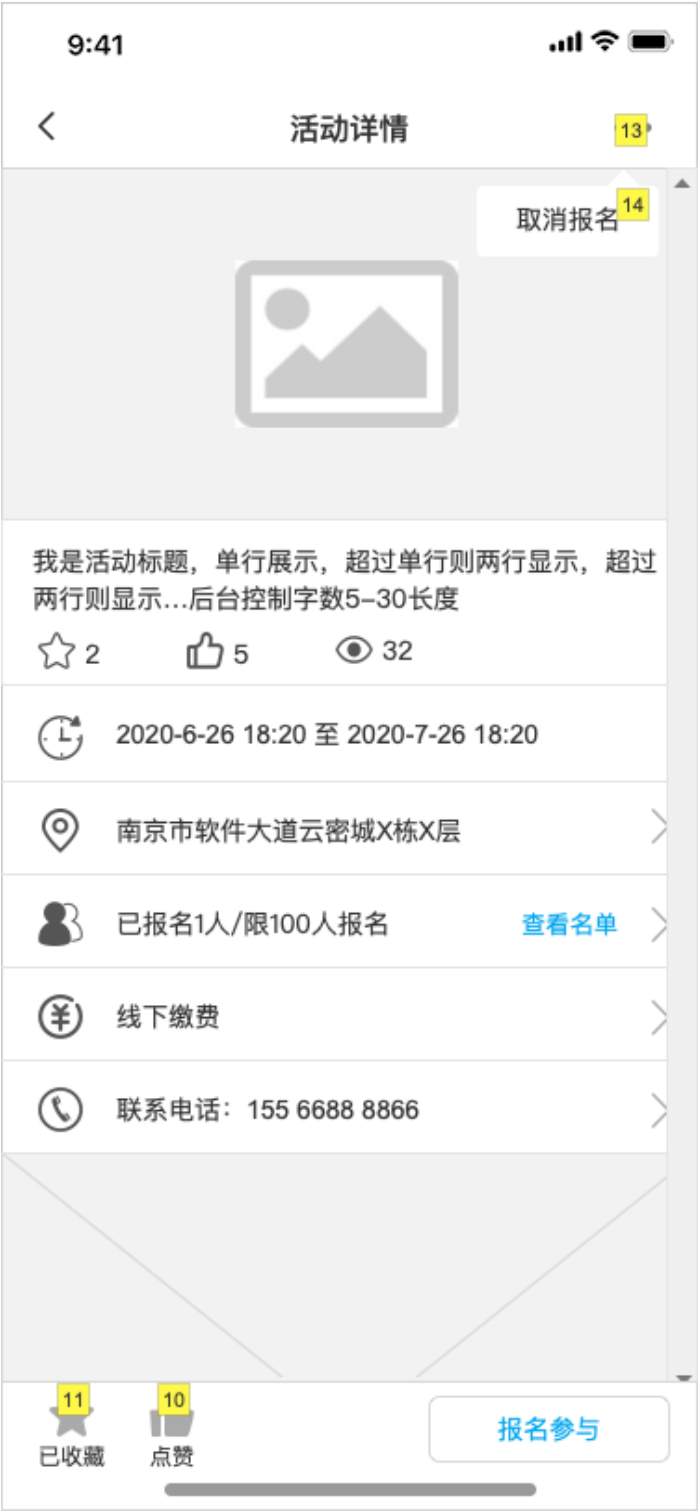 9:41
活动详情
13
取消报名
14
我是活动标题，单行展示，超过单行则两行显示，超过
两行则显示...后台控制字数5-30长度
2 5 32
2020-6-26 18:20 至 2020-7-26 18:20
南京市软件大道云密城X栋X层
已报名1人/限100人报名 查看名单
线下缴费
联系电话：155 6688 8866
11 10
已收藏 点赞 报名参与